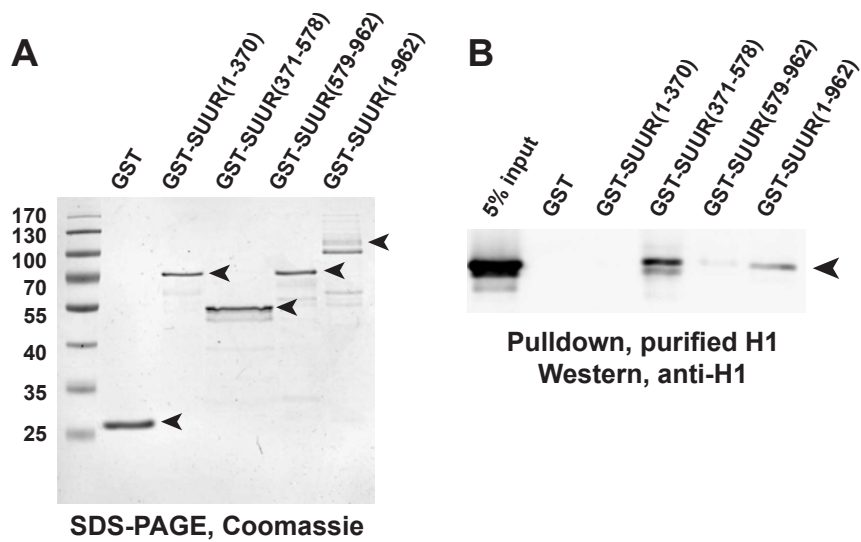 A
GST
GST-SUUR(1-370)
GST-SUUR(371-578)
GST-SUUR(579-962)
GST-SUUR(1-962)
170
130
100
70
55
40
35
25
SDS-PAGE, Coomassie
B
5% input
GST
GST-SUUR(1-370)
GST-SUUR(371-578)
GST-SUUR(579-962)
GST-SUUR(1-962)
Pulldown, purified H1
Western, anti-H1